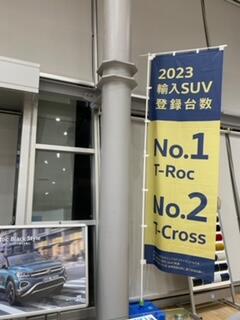 2023
輸入SUV
登録台数
No.1
T-Roc
No.2
T-Cross
Black Style